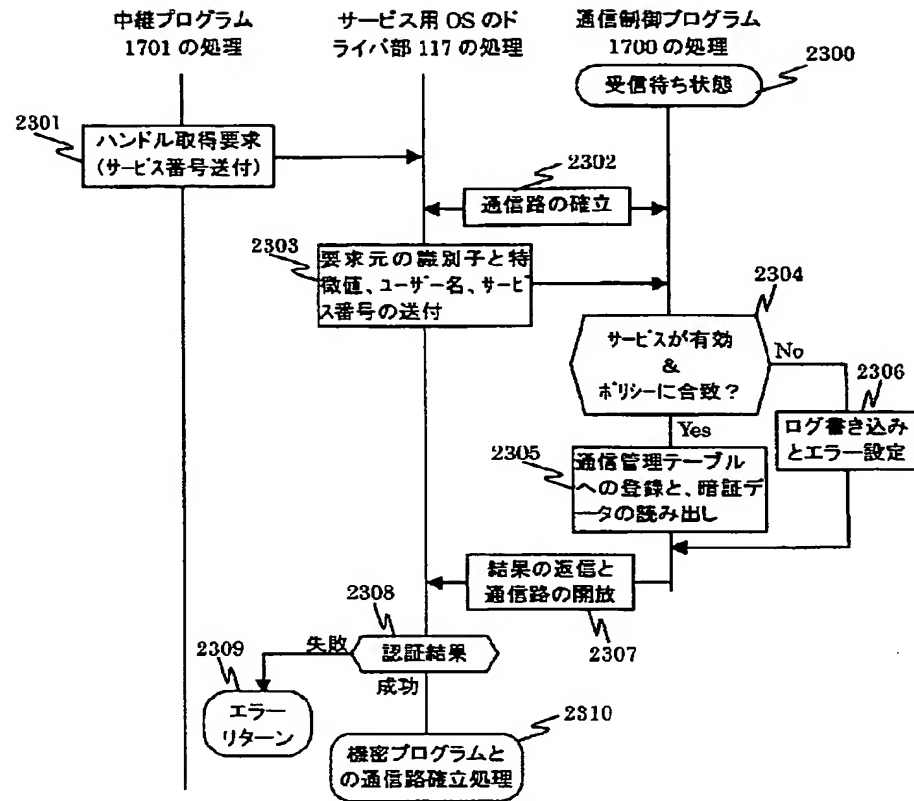 中継プログラム
1701 の処理
サービス用 OS のド
ライバ部 117 の処理
通信制御プログラム
1700 の処理
2300
受信待ち状態
2301
ハンドル取得要求
(サービス番号送付)
2302
通信路の確立
2303
要求元の識別子と特
徴値、ユーザー名、サービ
ス番号の送付
2304
サービスが有効
&
ポリシーに合致?
No
Yes
2306
ログ書き込み
とエラー設定
2305
通信管理テーブル
への登録と、暗証デ
ータの読み出し
結果の返信と
通信路の開放
2307
2308
認証結果
失敗
成功
2309
エラー
リターン
2310
機密プログラムと
の通信路確立処理